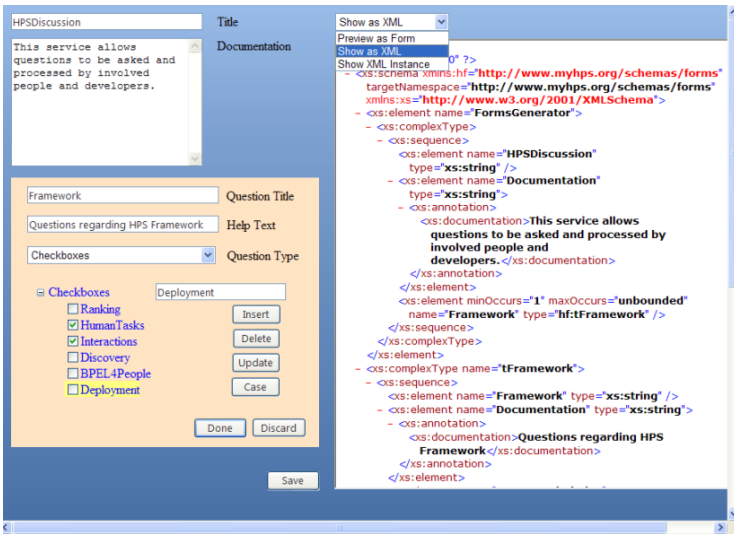 HPSDiscussion
Title
This service allows
questions to be asked and
processed by involved
people and developers.
Documentation
Framework
Question Title
Questions regarding HPS Framework
Help Text
Checkboxes
Question Type
Checkboxes
Deployment
Ranking
HumanTasks
Interactions
Discovery
BPEL4People
Deployment
Insert
Delete
Update
Case
Done
Discard
Save
Show as XML
Preview as Form
Show as XML
Show XML Instance
0" ?>
- <xs:schema xmlns:hf="http://www.myhps.org/schemas/forms"
targetNamespace="http://www.myhps.org/schemas/forms"
xmlns:xs="http://www.w3.org/2001/XMLSchema">
- <xs:element name="FormsGenerator">
- <xs:complexType>
- <xs:sequence>
<xs:element name="HPSDiscussion"
type="xs:string" />
- <xs:element name="Documentation"
type="xs:string">
- <xs:annotation>
<xs:documentation>This service allows
questions to be asked and processed by
involved people and
developers.</xs:documentation>
</xs:annotation>
</xs:element>
<xs:element minOccurs="1" maxOccurs="unbounded"
name="Framework" type="hf:tFramework" />
</xs:sequence>
</xs:complexType>
</xs:element>
- <xs:complexType name="tFramework">
- <xs:sequence>
<xs:element name="Framework" type="xs:string" />
- <xs:element name="Documentation" type="xs:string">
- <xs:annotation>
<xs:documentation>Questions regarding HPS
Framework</xs:documentation>
</xs:annotation>
</xs:element>